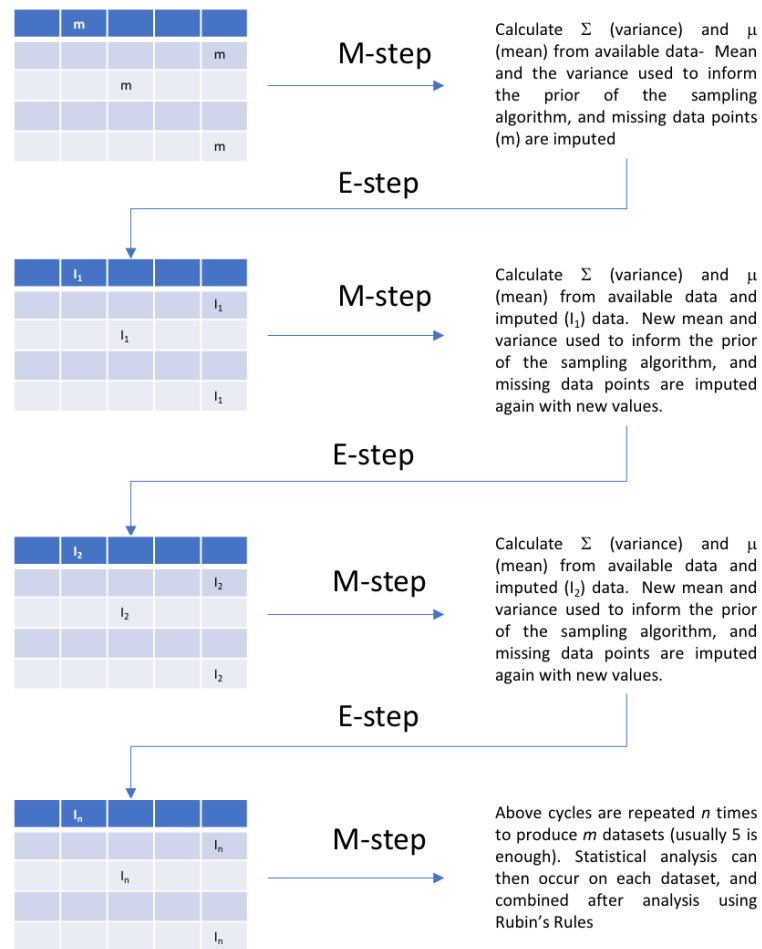 m
m
m
m
M-step
Calculate Σ (variance) and μ
(mean) from available data- Mean
and the variance used to inform
the prior of the sampling
algorithm, and missing data points
(m) are imputed
E-step
I₁
I₁
I₁
I₁
M-step
Calculate Σ (variance) and μ
(mean) from available data and
imputed (I₁) data. New mean and
variance used to inform the prior
of the sampling algorithm, and
missing data points are imputed
again with new values.
E-step
I₂
I₂
I₂
I₂
M-step
Calculate Σ (variance) and μ
(mean) from available data and
imputed (I₂) data. New mean and
variance used to inform the prior
of the sampling algorithm, and
missing data points are imputed
again with new values.
E-step
Iₙ
Iₙ
Iₙ
Iₙ
M-step
Above cycles are repeated n times
to produce m datasets (usually 5 is
enough). Statistical analysis can
then occur on each dataset, and
combined after analysis using
Rubin’s Rules